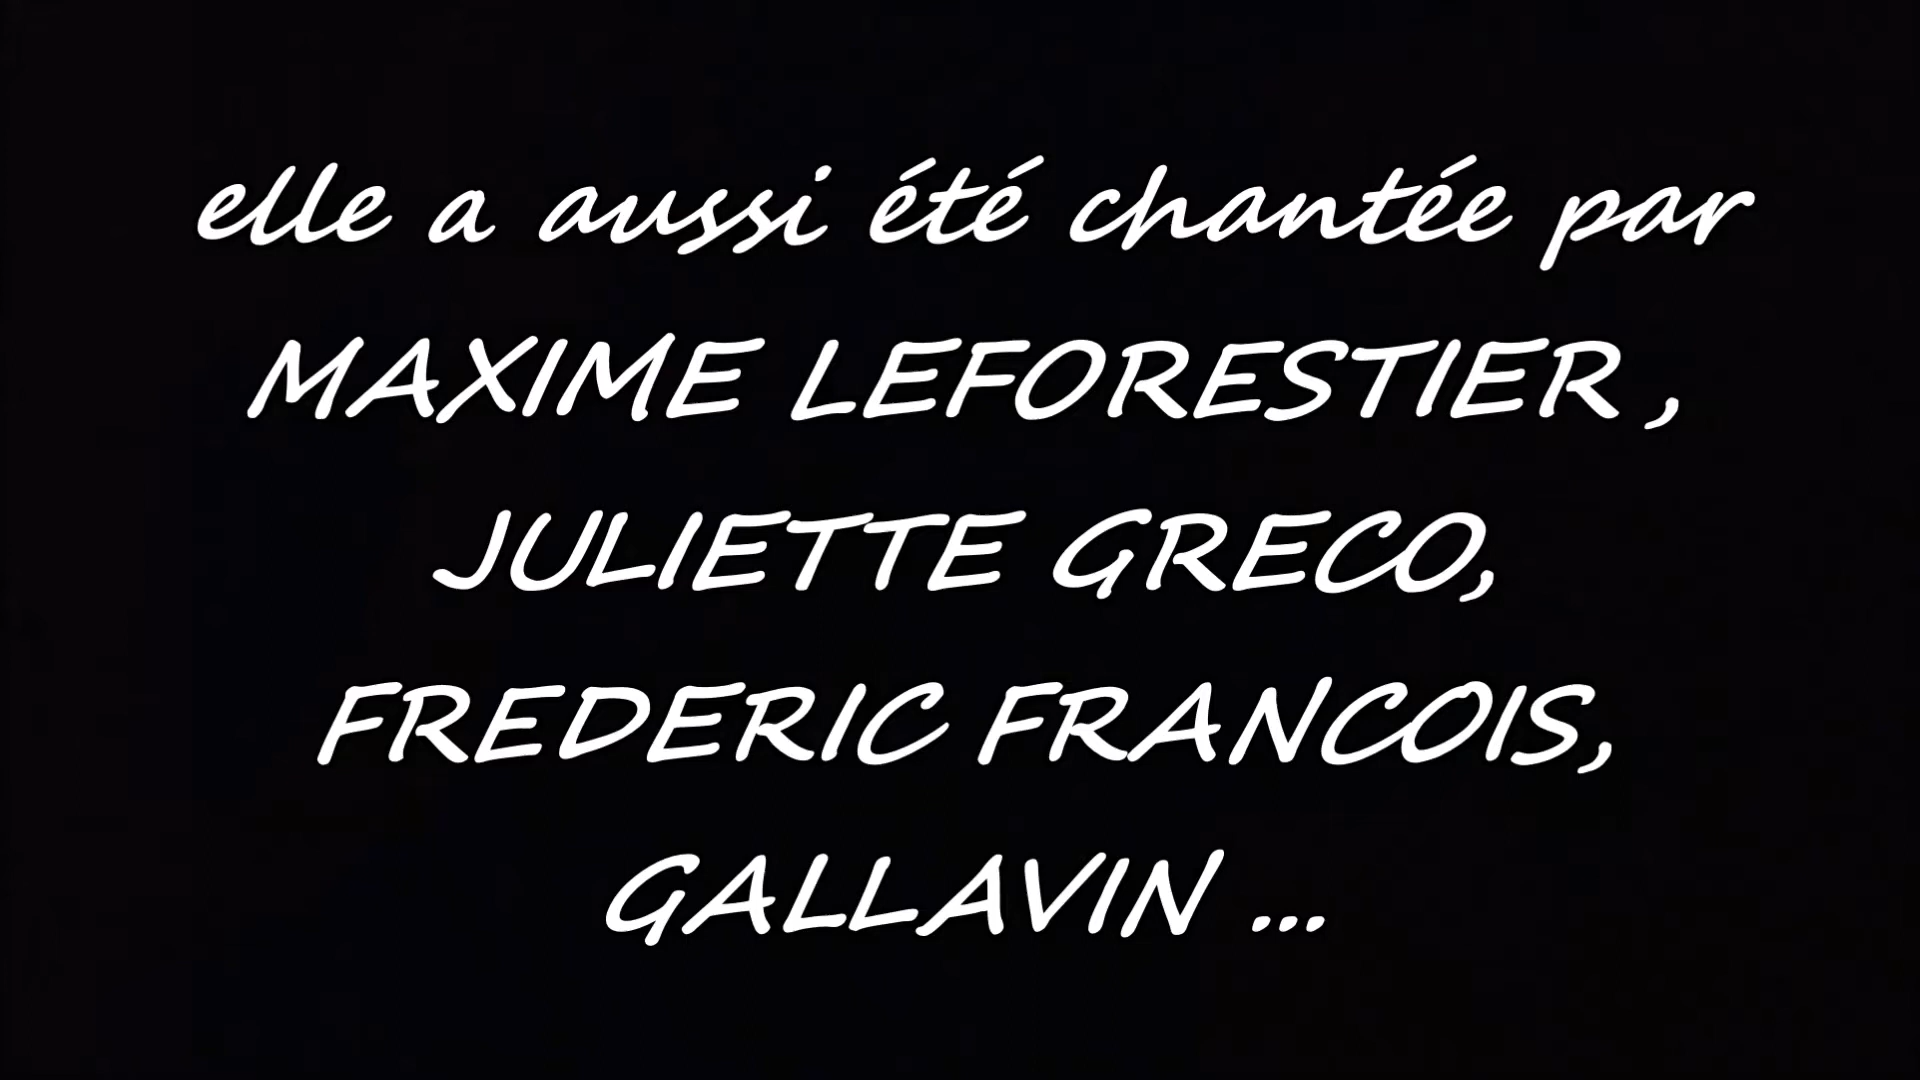 elle a aussi été chantée par
MAXIME LEFORESTIER ,
JULIETTE GRECO,
FREDERIC FRANCOIS,
GALLAVIN ...